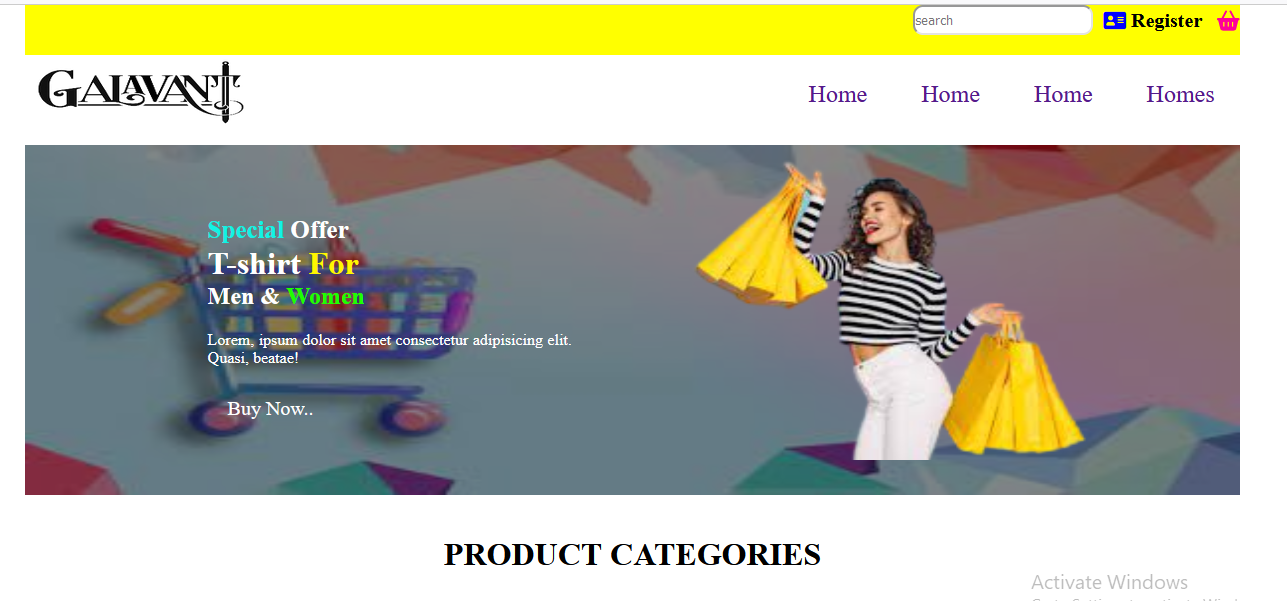 search
Register
GALAVANT
Home Home Home Homes
Special Offer
T-shirt For
Men & Women
Lorem, ipsum dolor sit amet consectetur adipisicing elit.
Quasi, beatae!
Buy Now..
PRODUCT CATEGORIES
Activate Windows